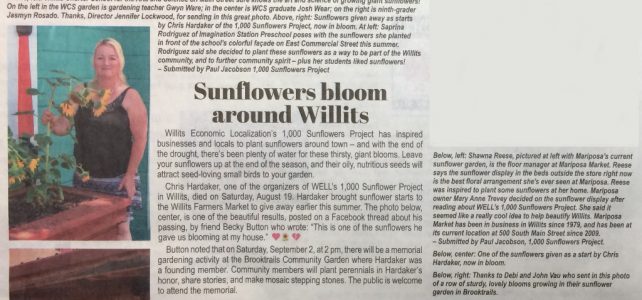 On the left in the WCS garden is gardening teacher Gwyn Ware; in the center is WCS graduate Josh Wear; on the right is ninth-grader
Jasmyn Rosado. Thanks, Director Jennifer Lockwood, for sending in this great photo. Above, right: Sunflowers given away as starts
by Chris Hardaker of the 1,000 Sunflowers Project, now in bloom. At left: Saprina
Rodriguez of Imagination Station Preschool poses with the sunflowers she planted
in front of the school's colorful façade on East Commercial Street this summer.
Rodriguez said she decided to plant these sunflowers as a way to be part of the Willits
community, and to further community spirit – plus her students liked sunflowers!
– Submitted by Paul Jacobson 1,000 Sunflowers Project
Sunflowers bloom
around Willits
Willits Economic Localization's 1,000 Sunflowers Project has inspired
businesses and locals to plant sunflowers around town – and with the end
of the drought, there's been plenty of water for these thirsty, giant blooms. Leave
your sunflowers up at the end of the season, and their oily, nutritious seeds will
attract seed-loving small birds to your garden.
Chris Hardaker, one of the organizers of WELL's 1,000 Sunflower Project
in Willits, died on Saturday, August 19. Hardaker brought sunflower starts to
the Willits Farmers Market to give away earlier this summer. The photo below,
center, is one of the beautiful results, posted on a Facebook thread about his
passing, by friend Becky Button who wrote: "This is one of the sunflowers he
gave us blooming at my house."
Button noted that on Saturday, September 2, at 2 pm, there will be a memorial
gardening activity at the Brooktrails Community Garden where Hardaker was
a founding member. Community members will plant perennials in Hardaker's
honor, share stories, and make mosaic stepping stones. The public is welcome
to attend the memorial.
Below, left: Shawna Reese, pictured at left with Mariposa's current
sunflower garden, is the floor manager at Mariposa Market. Reese
says the sunflower display in the beds outside the store right now
is the best floral arrangement she's ever seen at Mariposa. Reese
was inspired to plant some sunflowers at her home. Mariposa
owner Mary Anne Trevey decided on the sunflower display after
reading about WELL's 1,000 Sunflowers Project. She said it
seemed like a really cool idea to help beautify Willits. Mariposa
Market has been in business in Willits since 1979, and has been at
its current location at 500 South Main Street since 2009.
– Submitted by Paul Jacobson, 1,000 Sunflowers Project.
Below, center: One of the sunflowers given as a start by Chris
Hardaker, now in bloom.
Below, right: Thanks to Debi and John Vau who sent in this photo
of a row of sturdy, lovely blooms growing in their sunflower
garden in Brooktrails.